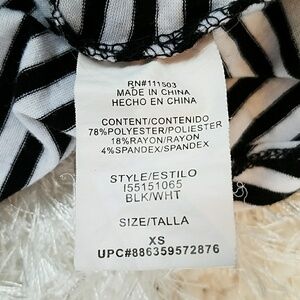 RN#111503
MADE IN CHINA
HECHO EN CHINA
CONTENT/CONTENIDO
78%POLYESTER/POLIESTER
18%RAYON/RAYON
4%SPANDEX/SPANDEX
STYLE/ESTILO
I55151065
BLK/WHT
SIZE/TALLA
XS
UPC#886359572876